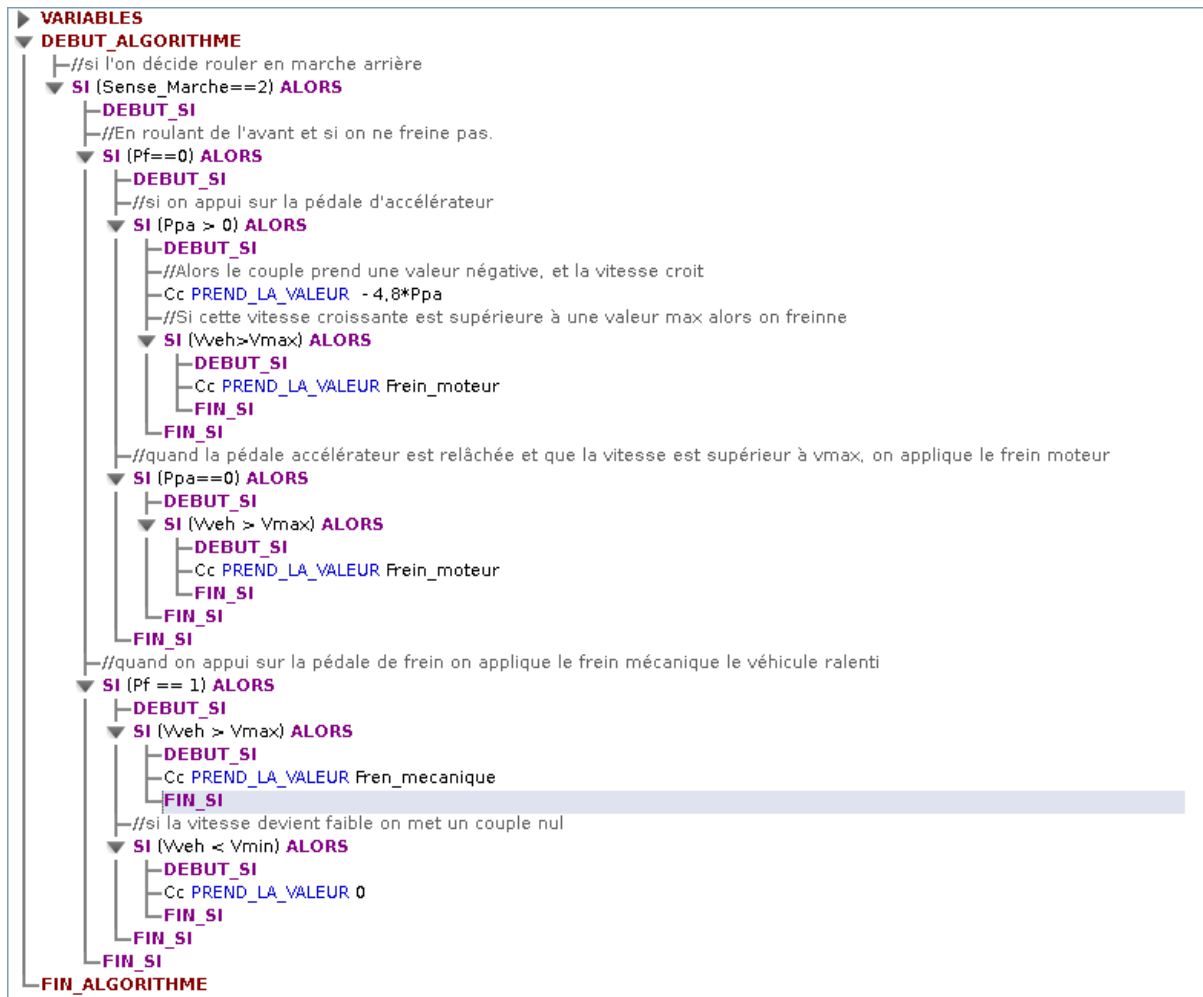 VARIABLES
DEBUT_ALGORITHME
//si l'on décide rouler en marche arrière
SI (Sense_Marche==2) ALORS
DEBUT_SI
//En roulant de l'avant et si on ne freine pas.
SI (Pf==0) ALORS
DEBUT_SI
//si on appui sur la pédale d'accélérateur
SI (Ppa > 0) ALORS
DEBUT_SI
//Alors le couple prend une valeur négative, et la vitesse croit
Cc PREND_LA_VALEUR - 4,8*Ppa
//Si cette vitesse croissante est supérieure à une valeur max alors on freinne
SI (Vveh>Vmax) ALORS
DEBUT_SI
Cc PREND_LA_VALEUR Frein_moteur
FIN_SI
FIN_SI
//quand la pédale accélérateur est relâchée et que la vitesse est supérieur à vmax, on applique le frein moteur
SI (Ppa==0) ALORS
DEBUT_SI
SI (Vveh > Vmax) ALORS
DEBUT_SI
Cc PREND_LA_VALEUR Frein_moteur
FIN_SI
FIN_SI
FIN_SI
//quand on appui sur la pédale de frein on applique le frein mécanique le véhicule ralenti
SI (Pf == 1) ALORS
DEBUT_SI
SI (Vveh > Vmax) ALORS
DEBUT_SI
Cc PREND_LA_VALEUR Fren_mecanique
FIN_SI
//si la vitesse devient faible on met un couple nul
SI (Vveh < Vmin) ALORS
DEBUT_SI
Cc PREND_LA_VALEUR 0
FIN_SI
FIN_SI
FIN_SI
FIN_ALGORITHME